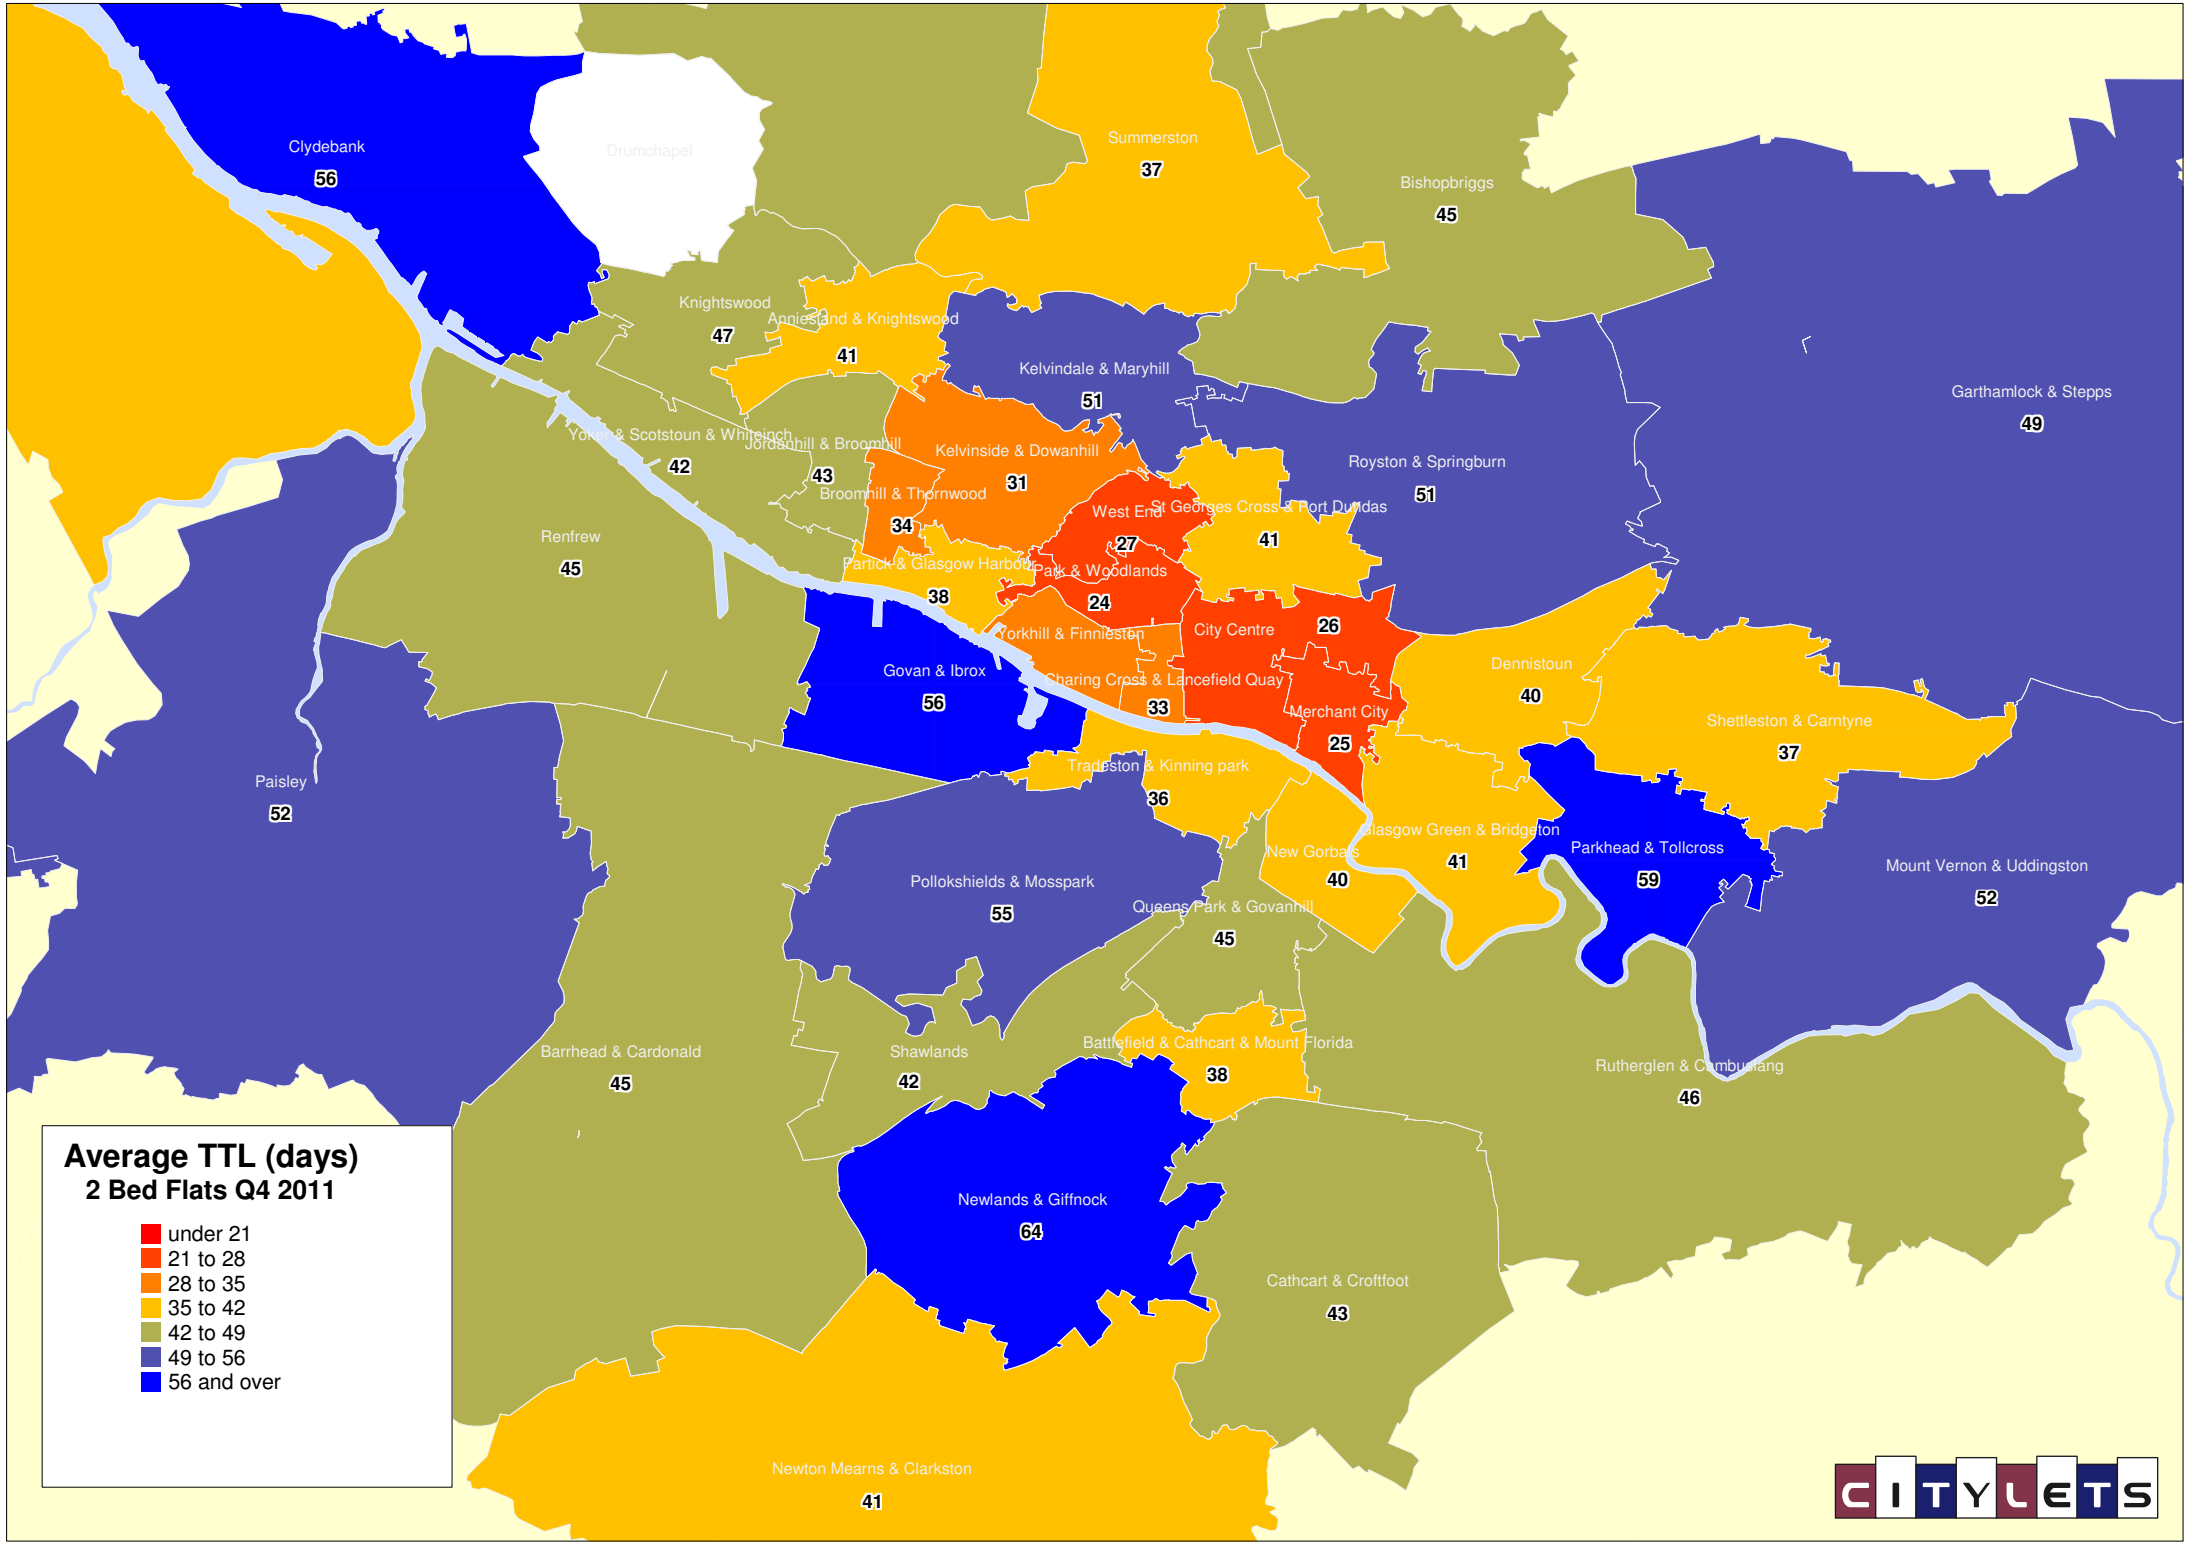 Clydebank
56
Drumchapel
Summerston
37
Bishopbriggs
45
Knightswood
47
Anniesland & Knightswood
41
Kelvindale & Maryhill
51
Garthamlock & Stepps
49
Yoker & Scotstoun & Whiteinch
42
Jordanhill & Broomhill
43
Kelvinside & Dowanhill
31
Royston & Springburn
51
Broomhill & Thornwood
34
West End
27
St Georges Cross & Port Dundas
41
Renfrew
45
Partick & Glasgow Harbour
38
Park & Woodlands
24
Yorkhill & Finnieston
City Centre
26
Govan & Ibrox
56
Charing Cross & Lancefield Quay
33
Merchant City
25
Dennistoun
40
Shettleston & Carntyne
37
Paisley
52
Tradeston & Kinning park
36
Glasgow Green & Bridgeton
41
New Gorbals
40
Parkhead & Tollcross
59
Mount Vernon & Uddingston
52
Pollokshields & Mosspark
55
Queens Park & Govanhill
45
Barrhead & Cardonald
45
Shawlands
42
Battlefield & Cathcart & Mount Florida
38
Rutherglen & Cambuslang
46
Newlands & Giffnock
64
Cathcart & Croftfoot
43
Newton Mearns & Clarkston
41
Average TTL (days)
2 Bed Flats Q4 2011
under 21
21 to 28
28 to 35
35 to 42
42 to 49
49 to 56
56 and over
CITYLETS